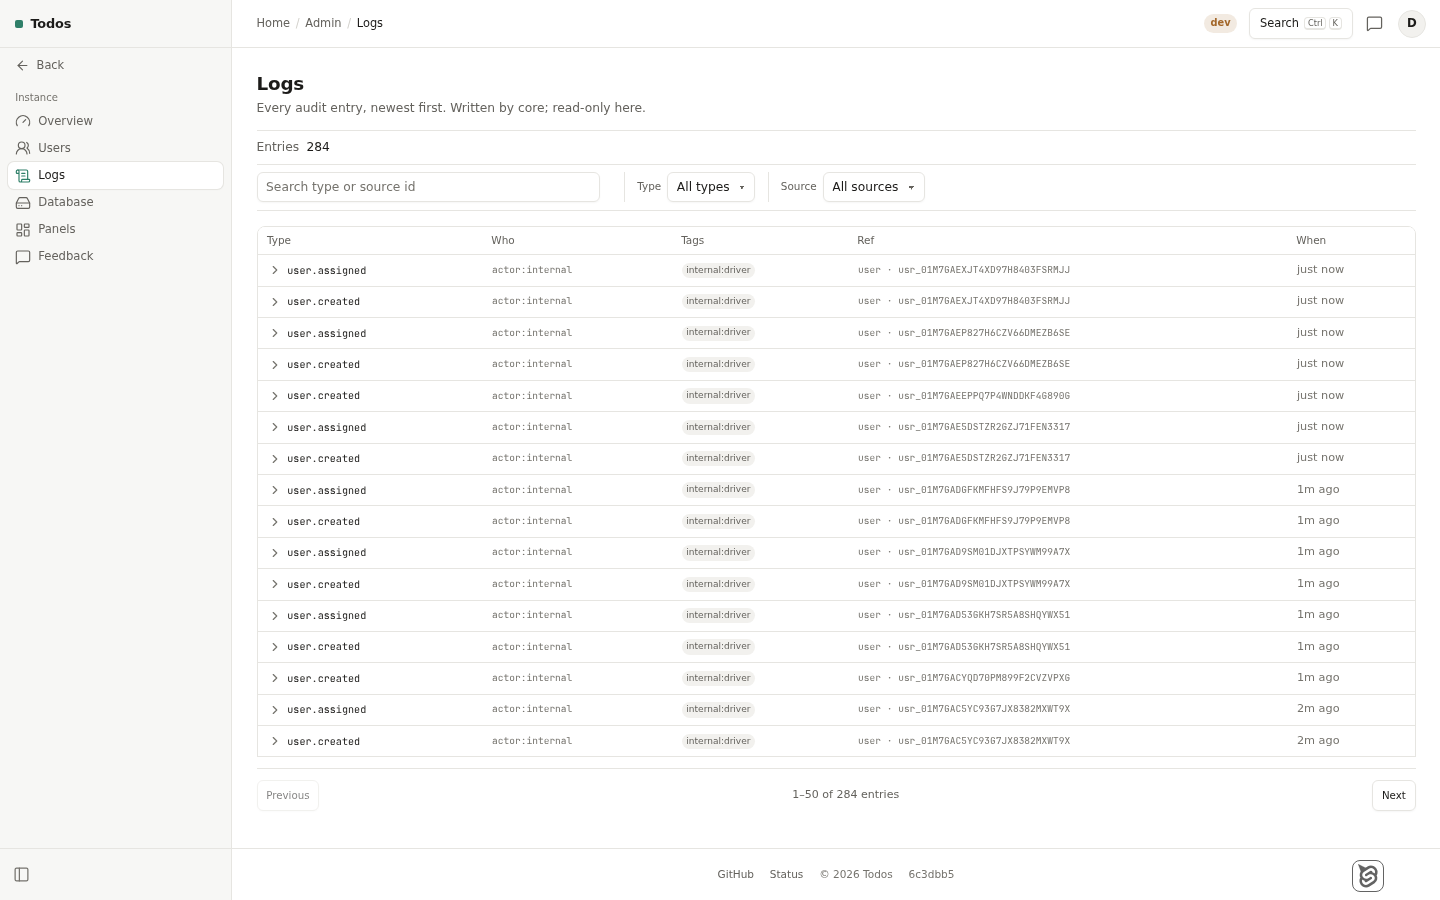 Todos
Home / Admin / Logs
dev
Search Ctrl K
D
Back
Instance
Overview
Users
Logs
Database
Panels
Feedback
Logs
Every audit entry, newest first. Written by core; read-only here.
Entries 284
Search type or source id
Type All types
Source All sources
Type Who Tags Ref When
user.assigned actor:internal internal:driver user · usr_01M7GAEXJT4XD97H8403FSRMJJ just now
user.created actor:internal internal:driver user · usr_01M7GAEXJT4XD97H8403FSRMJJ just now
user.assigned actor:internal internal:driver user · usr_01M7GAEP827H6CZV66DMEZB6SE just now
user.created actor:internal internal:driver user · usr_01M7GAEP827H6CZV66DMEZB6SE just now
user.created actor:internal internal:driver user · usr_01M7GAEEPPQ7P4WNDDKF4G890G just now
user.assigned actor:internal internal:driver user · usr_01M7GAE5DSTZR2GZJ71FEN3317 just now
user.created actor:internal internal:driver user · usr_01M7GAE5DSTZR2GZJ71FEN3317 just now
user.assigned actor:internal internal:driver user · usr_01M7GADGFKMFHFS9J79P9EMVP8 1m ago
user.created actor:internal internal:driver user · usr_01M7GADGFKMFHFS9J79P9EMVP8 1m ago
user.assigned actor:internal internal:driver user · usr_01M7GAD9SM01DJXTPSYWM99A7X 1m ago
user.created actor:internal internal:driver user · usr_01M7GAD9SM01DJXTPSYWM99A7X 1m ago
user.assigned actor:internal internal:driver user · usr_01M7GAD53GKH7SR5A8SHQYWX51 1m ago
user.created actor:internal internal:driver user · usr_01M7GAD53GKH7SR5A8SHQYWX51 1m ago
user.created actor:internal internal:driver user · usr_01M7GACYQD70PM899F2CVZVPXG 1m ago
user.assigned actor:internal internal:driver user · usr_01M7GAC5YC93G7JX8382MXWT9X 2m ago
user.created actor:internal internal:driver user · usr_01M7GAC5YC93G7JX8382MXWT9X 2m ago
Previous
1–50 of 284 entries
Next
GitHub Status © 2026 Todos 6c3dbb5